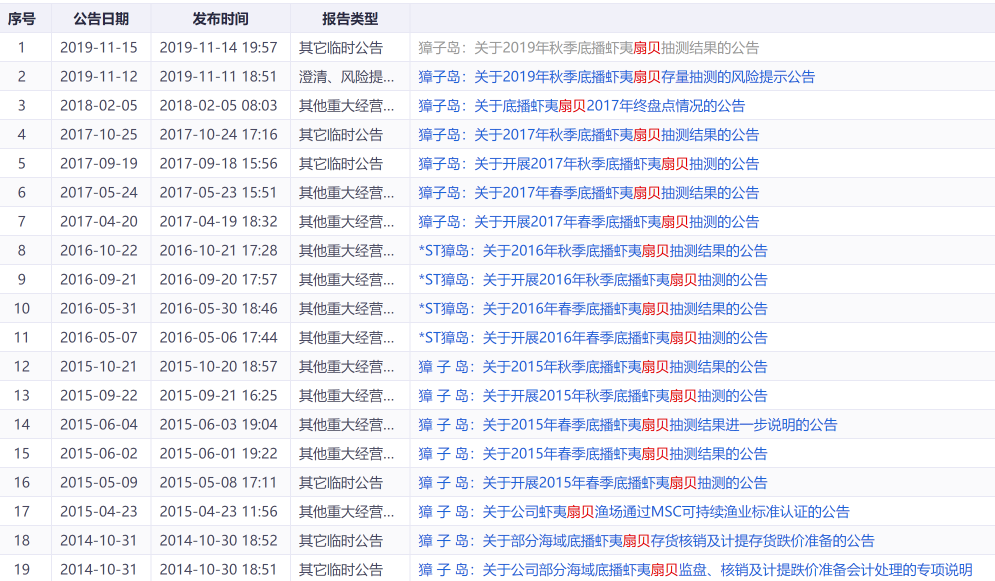 序号 公告日期 发布时间 报告类型
1 2019-11-15 2019-11-14 19:57 其它临时公告 獐子岛：关于2019年秋季底播虾夷扇贝抽测结果的公告
2 2019-11-12 2019-11-11 18:51 澄清、风险提... 獐子岛：关于2019年秋季底播虾夷扇贝存量抽测的风险提示公告
3 2018-02-05 2018-02-05 08:03 其他重大经营... 獐子岛：关于底播虾夷扇贝2017年终盘点情况的公告
4 2017-10-25 2017-10-24 17:16 其它临时公告 獐子岛：关于2017年秋季底播虾夷扇贝抽测结果的公告
5 2017-09-19 2017-09-18 15:56 其它临时公告 獐子岛：关于开展2017年秋季底播虾夷扇贝抽测的公告
6 2017-05-24 2017-05-23 15:51 其他重大经营... 獐子岛：关于2017年春季底播虾夷扇贝抽测结果的公告
7 2017-04-20 2017-04-19 18:32 其他重大经营... 獐子岛：关于开展2017年春季底播虾夷扇贝抽测的公告
8 2016-10-22 2016-10-21 17:28 其他重大经营... *ST獐岛：关于2016年秋季底播虾夷扇贝抽测结果的公告
9 2016-09-21 2016-09-20 17:57 其他重大经营... *ST獐岛：关于开展2016年秋季底播虾夷扇贝抽测的公告
10 2016-05-31 2016-05-30 18:46 其他重大经营... *ST獐岛：关于2016年春季底播虾夷扇贝抽测结果的公告
11 2016-05-07 2016-05-06 17:44 其他重大经营... *ST獐岛：关于开展2016年春季底播虾夷扇贝抽测的公告
12 2015-10-21 2015-10-20 18:57 其他重大经营... 獐 子 岛：关于2015年秋季底播虾夷扇贝抽测结果的公告
13 2015-09-22 2015-09-21 16:25 其他重大经营... 獐 子 岛：关于开展2015年秋季底播虾夷扇贝抽测的公告
14 2015-06-04 2015-06-03 19:04 其他重大经营... 獐 子 岛：关于2015年春季底播虾夷扇贝抽测结果进一步说明的公告
15 2015-06-02 2015-06-01 19:22 其他重大经营... 獐 子 岛：关于2015年春季底播虾夷扇贝抽测结果的公告
16 2015-05-09 2015-05-08 17:11 其它临时公告 獐 子 岛：关于开展2015年春季底播虾夷扇贝抽测的公告
17 2015-04-23 2015-04-23 11:56 其他重大经营... 獐 子 岛：关于公司虾夷扇贝渔场通过MSC可持续渔业标准认证的公告
18 2014-10-31 2014-10-30 18:52 其它临时公告 獐 子 岛：关于部分海域底播虾夷扇贝存货核销及计提存货跌价准备的公告
19 2014-10-31 2014-10-30 18:51 其它临时公告 獐 子 岛：关于公司部分海域底播虾夷扇贝监盘、核销及计提跌价准备会计处理的专项说明